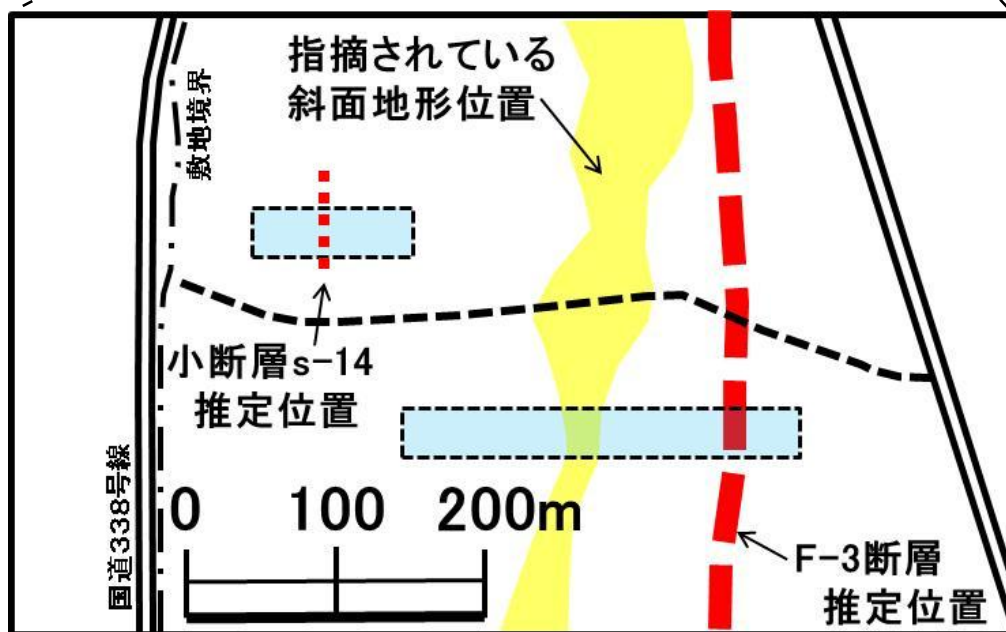 指摘されている
斜面地形位置
敷地境界
小断層s-14
推定位置
国道338号線
0 100 200m
F-3断層
推定位置